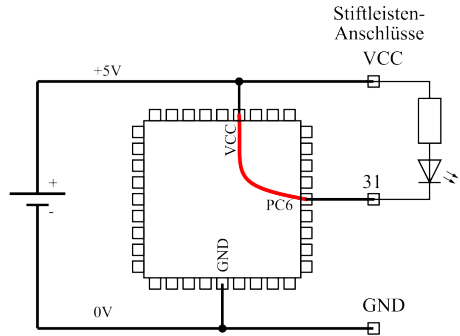 Stiftleisten-
Anschlüsse
VCC
+5V
VCC
+
-
PC6
31
GND
0V
GND